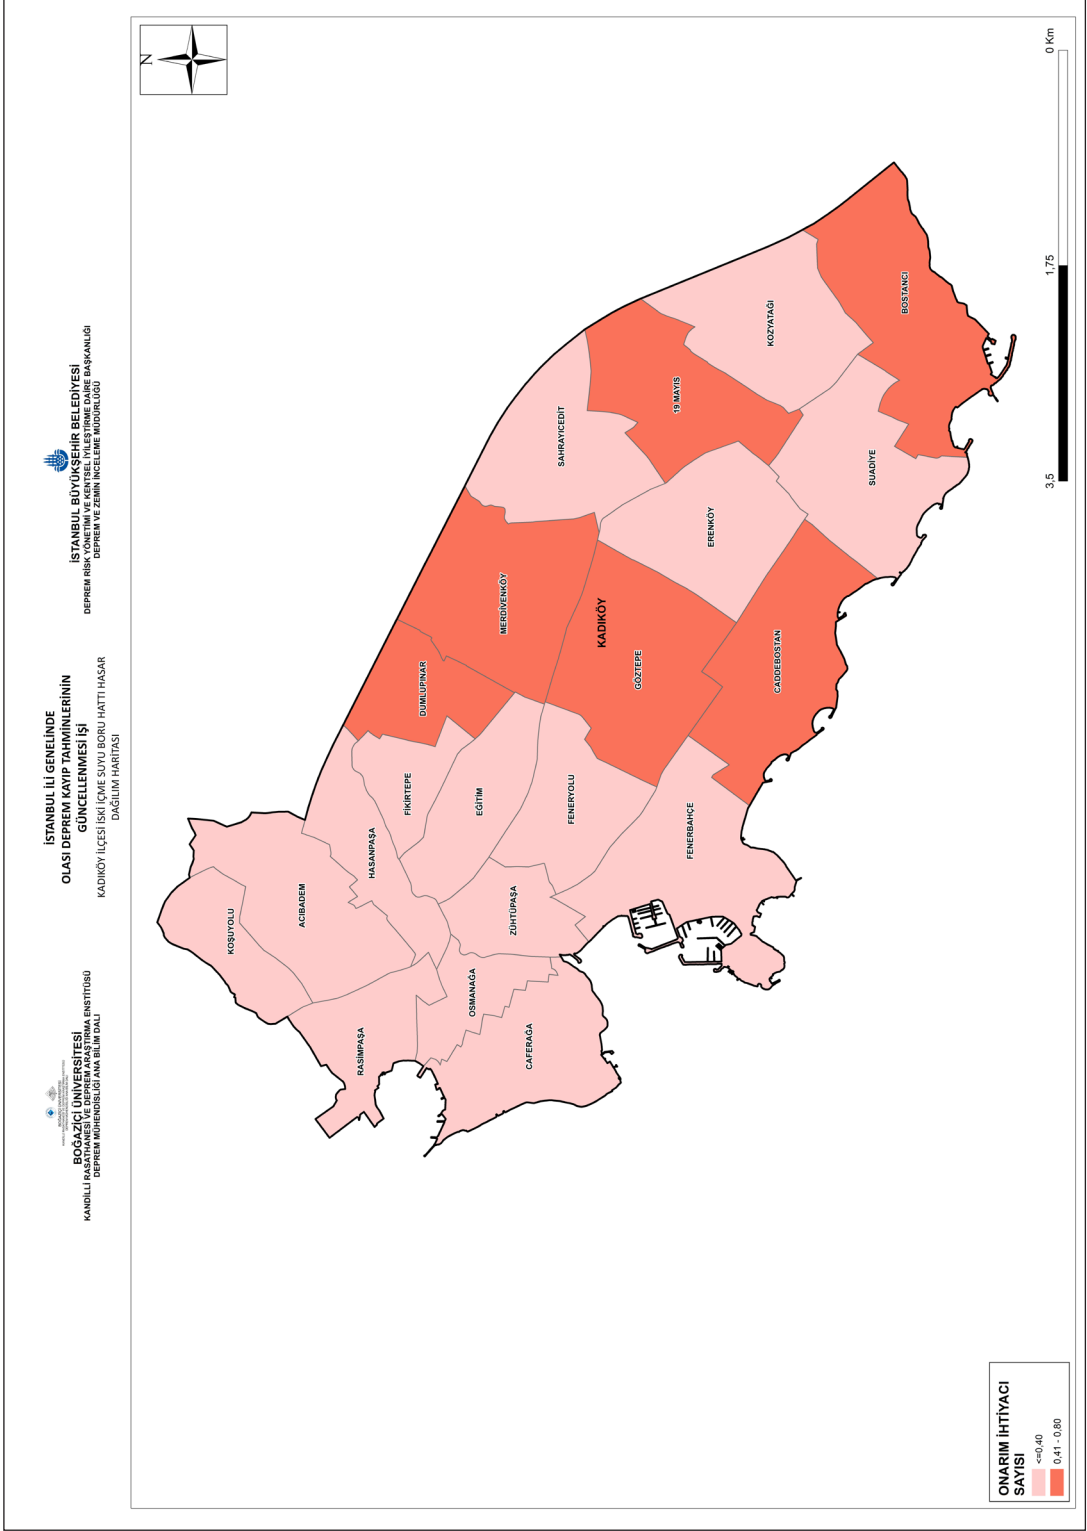 BOĞAZİÇİ ÜNİVERSİTESİ
KANDİLLİ RASATHANESİ VE DEPREM ARAŞTIRMA ENSTİTÜSÜ
DEPREM MÜHENDİSLİĞİ ANA BİLİM DALI
İSTANBUL İLİ GENELİNDE
OLASI DEPREM KAYIP TAHMİNLERİNİN
GÜNCELLENMESİ İŞİ
KADIKÖY İLÇESİ İSKİ İÇME SUYU BORU HATTI HASAR
DAĞILIM HARİTASI
İSTANBUL BÜYÜKŞEHİR BELEDİYESİ
DEPREM RİSK YÖNETİMİ VE KENTSEL İYİLEŞTİRME DAİRE BAŞKANLIĞI
DEPREM VE ZEMİN İNCELEME MÜDÜRLÜĞÜ
N
KOŞUYOLU
ACIBADEM
RASİMPAŞA
HASANPAŞA
FİKİRTEPE
DUMLUPINAR
OSMANAĞA
EĞİTİM
MERDİVENKÖY
ZÜHTÜPAŞA
CAFERAĞA
SAHRAYICEDİT
FENERYOLU
KADIKÖY
GÖZTEPE
19 MAYIS
FENERBAHÇE
ERENKÖY
KOZYATAĞI
CADDEBOSTAN
SUADİYE
BOSTANCI
ONARIM İHTİYACI
SAYISI
<=0,40
0,41 - 0,80
3,5
1,75
0 Km